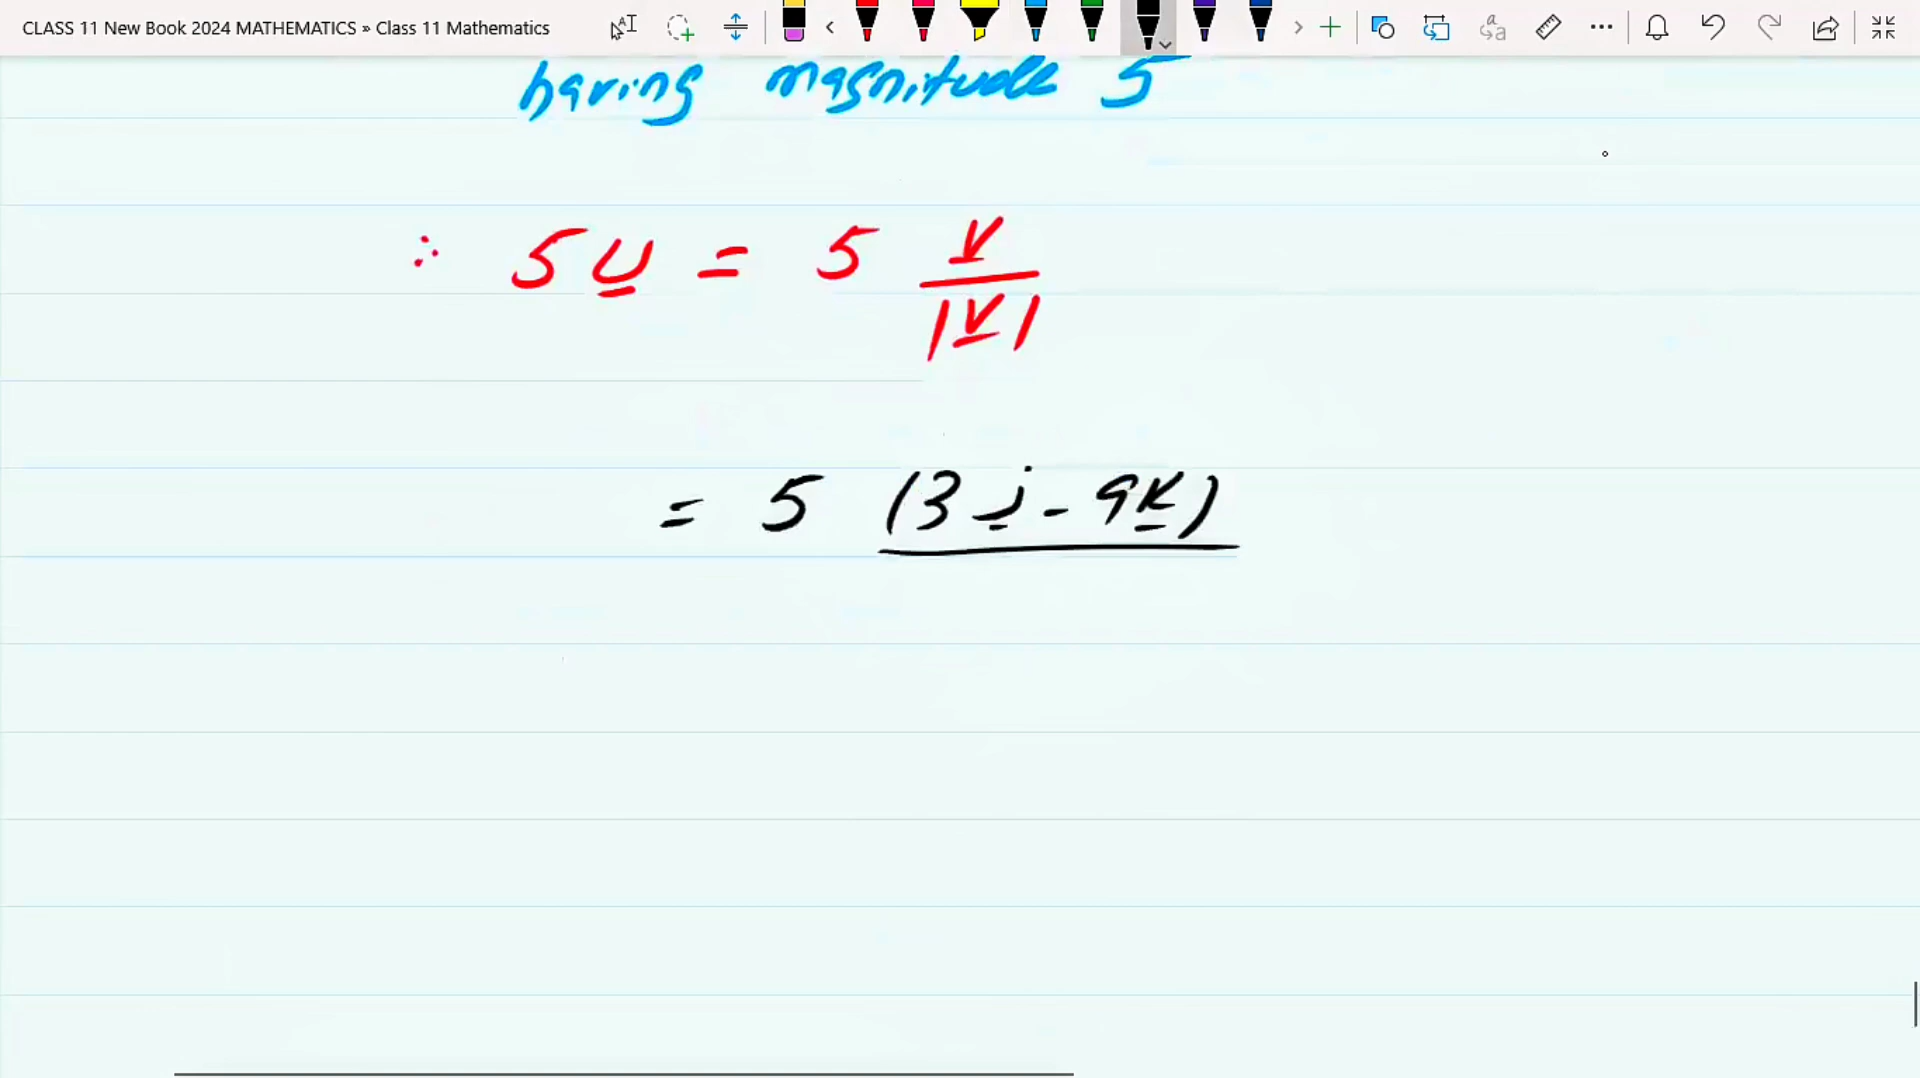 CLASS 11 New Book 2024 MATHEMATICS » Class 11 Mathematics
having magnitude 5
∴ 5u̲ = 5 v̲ / |v̲|
= 5 (3j̲ - 9k̲)